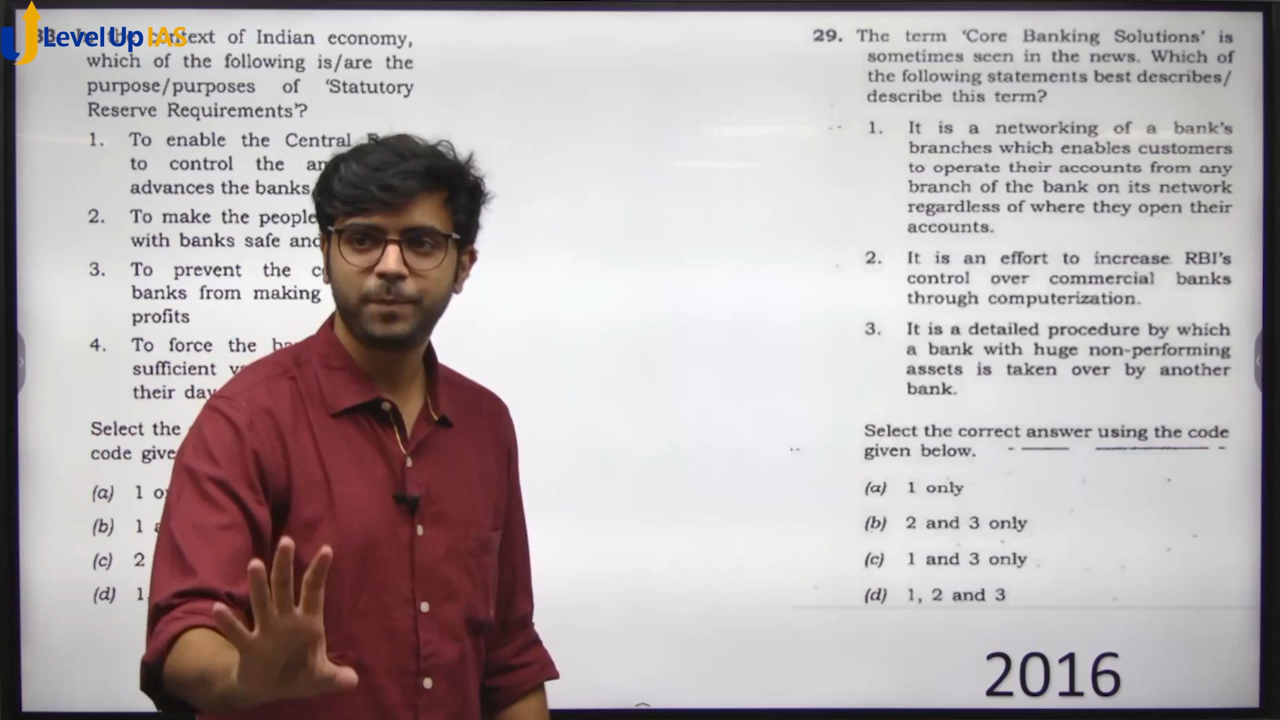 LevelUp IAS
33. In the context of Indian economy,
which of the following is/are the
purpose/purposes of 'Statutory
Reserve Requirements'?
1. To enable the Central
to control the
advances the banks
2. To make the people
with banks safe and
3. To prevent the
banks from making
profits
4. To force the
sufficient
their day
Select the
code
(a) 1
(b) 1
(c) 2
(d) 1,
29. The term 'Core Banking Solutions' is
sometimes seen in the news. Which of
the following statements best describes/
describe this term?
1. It is a networking of a bank's
branches which enables customers
to operate their accounts from any
branch of the bank on its network
regardless of where they open their
accounts.
2. It is an effort to increase RBI's
control over commercial banks
through computerization.
3. It is a detailed procedure by which
a bank with huge non-performing
assets is taken over by another
bank.
Select the correct answer using the code
given below.
(a) 1 only
(b) 2 and 3 only
(c) 1 and 3 only
(d) 1, 2 and 3
2016